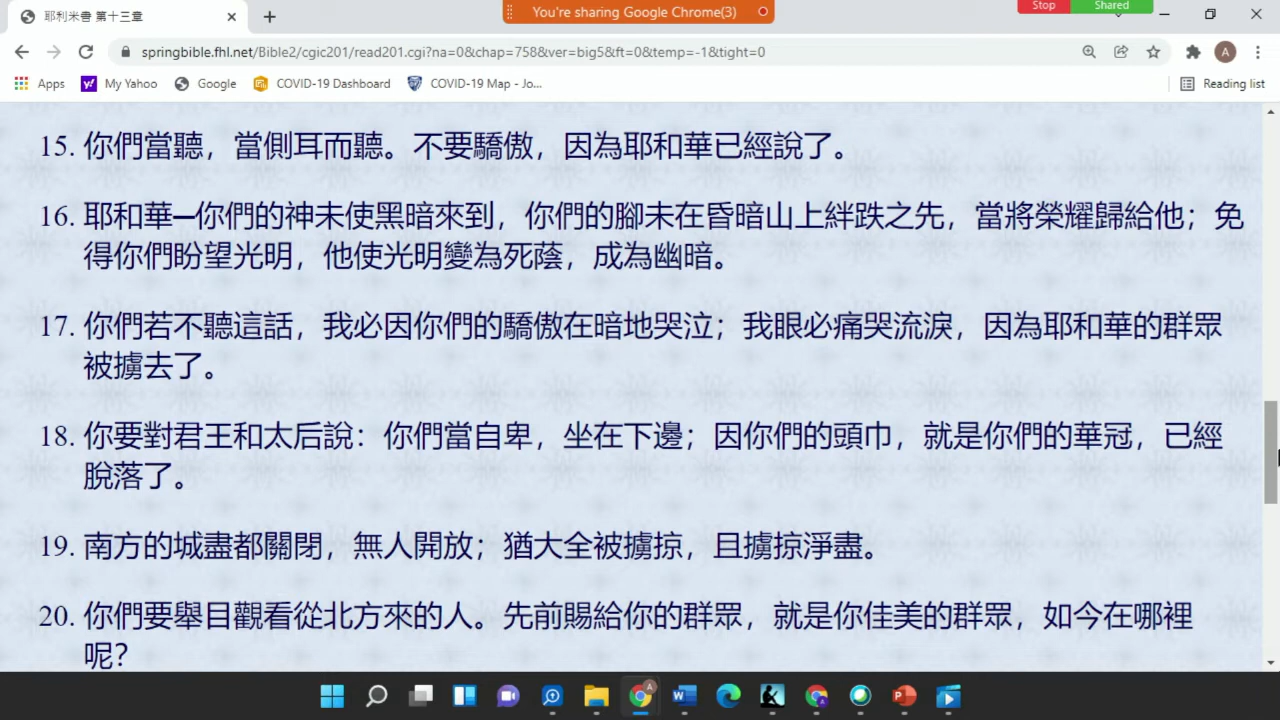 耶利米書 第十三章
You're sharing Google Chrome(3)
Stop
Shared
springbible.fhl.net/Bible2/cgic201/read201.cgi?na=0&chap=758&ver=big5&ft=0&temp=-1&tight=0
A
Apps
My Yahoo
Google
COVID-19 Dashboard
COVID-19 Map - Jo...
Reading list
15. 你們當聽，當側耳而聽。不要驕傲，因為耶和華已經說了。
16. 耶和華─你們的神未使黑暗來到，你們的腳未在昏暗山上絆跌之先，當將榮耀歸給他；免
得你們盼望光明，他使光明變為死蔭，成為幽暗。
17. 你們若不聽這話，我必因你們的驕傲在暗地哭泣；我眼必痛哭流淚，因為耶和華的群眾
被擄去了。
18. 你要對君王和太后說：你們當自卑，坐在下邊；因你們的頭巾，就是你們的華冠，已經
脫落了。
19. 南方的城盡都關閉，無人開放；猶大全被擄掠，且擄掠淨盡。
20. 你們要舉目觀看從北方來的人。先前賜給你的群眾，就是你佳美的群眾，如今在哪裡
呢？